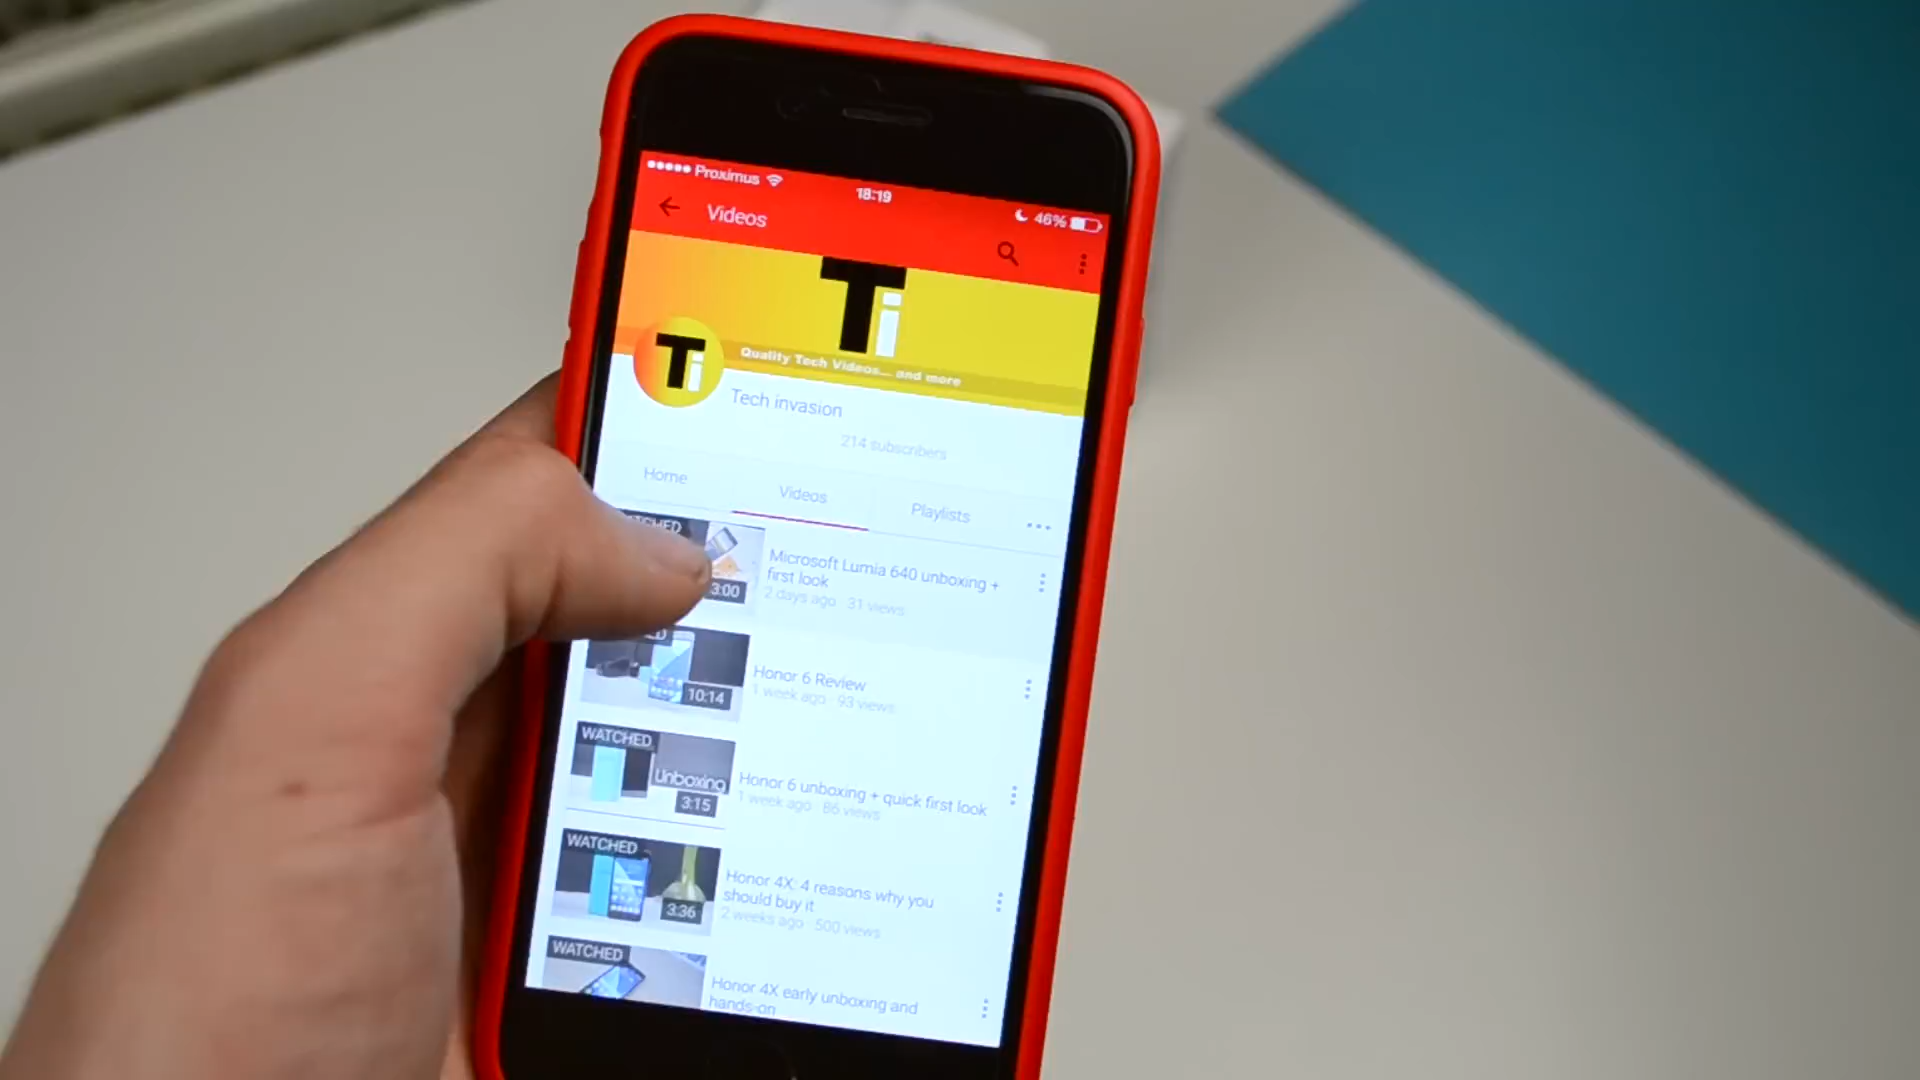 Proximus
18:19
46%
Videos
Ti
Quality Tech Videos... and more
Ti
Tech invasion
214 subscribers
Home
Videos
Playlists
3:00
Microsoft Lumia 640 unboxing +
first look
2 days ago · 31 views
10:14
Honor 6 Review
1 week ago · 93 views
WATCHED
Unboxing
3:15
Honor 6 unboxing + quick first look
1 week ago · 86 views
WATCHED
3:36
Honor 4X: 4 reasons why you
should buy it
2 weeks ago · 500 views
WATCHED
Honor 4X early unboxing and
hands-on